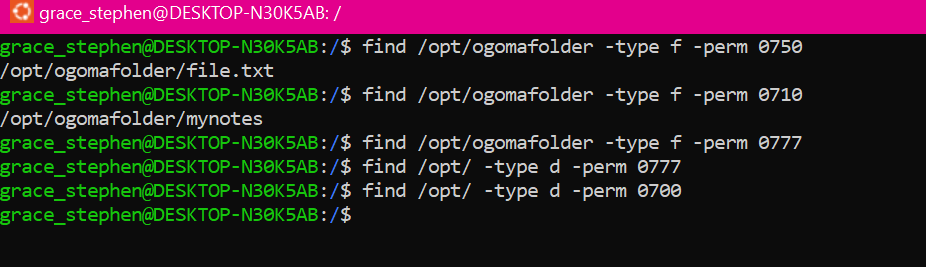 grace_stephen@DESKTOP-N30K5AB: /
grace_stephen@DESKTOP-N30K5AB:/$ find /opt/ogomafolder -type f -perm 0750
/opt/ogomafolder/file.txt
grace_stephen@DESKTOP-N30K5AB:/$ find /opt/ogomafolder -type f -perm 0710
/opt/ogomafolder/mynotes
grace_stephen@DESKTOP-N30K5AB:/$ find /opt/ogomafolder -type f -perm 0777
grace_stephen@DESKTOP-N30K5AB:/$ find /opt/ -type d -perm 0777
grace_stephen@DESKTOP-N30K5AB:/$ find /opt/ -type d -perm 0700
grace_stephen@DESKTOP-N30K5AB:/$